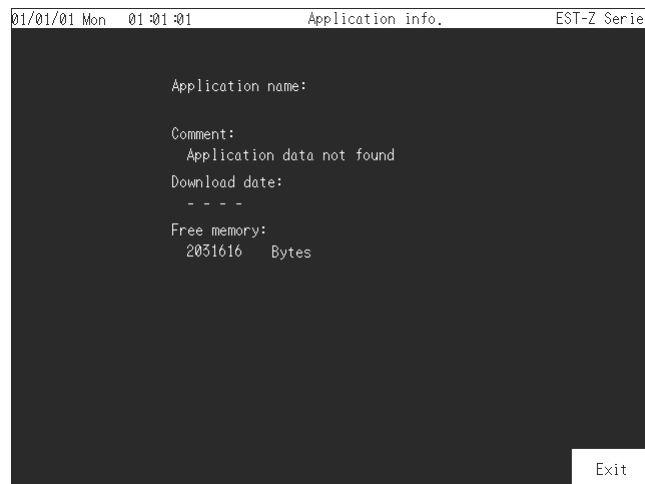 01/01/01 Mon 01:01:01 Application info. EST-Z Serie
Application name:
Comment:
Application data not found
Download date:
- - - -
Free memory:
2031616 Bytes
Exit